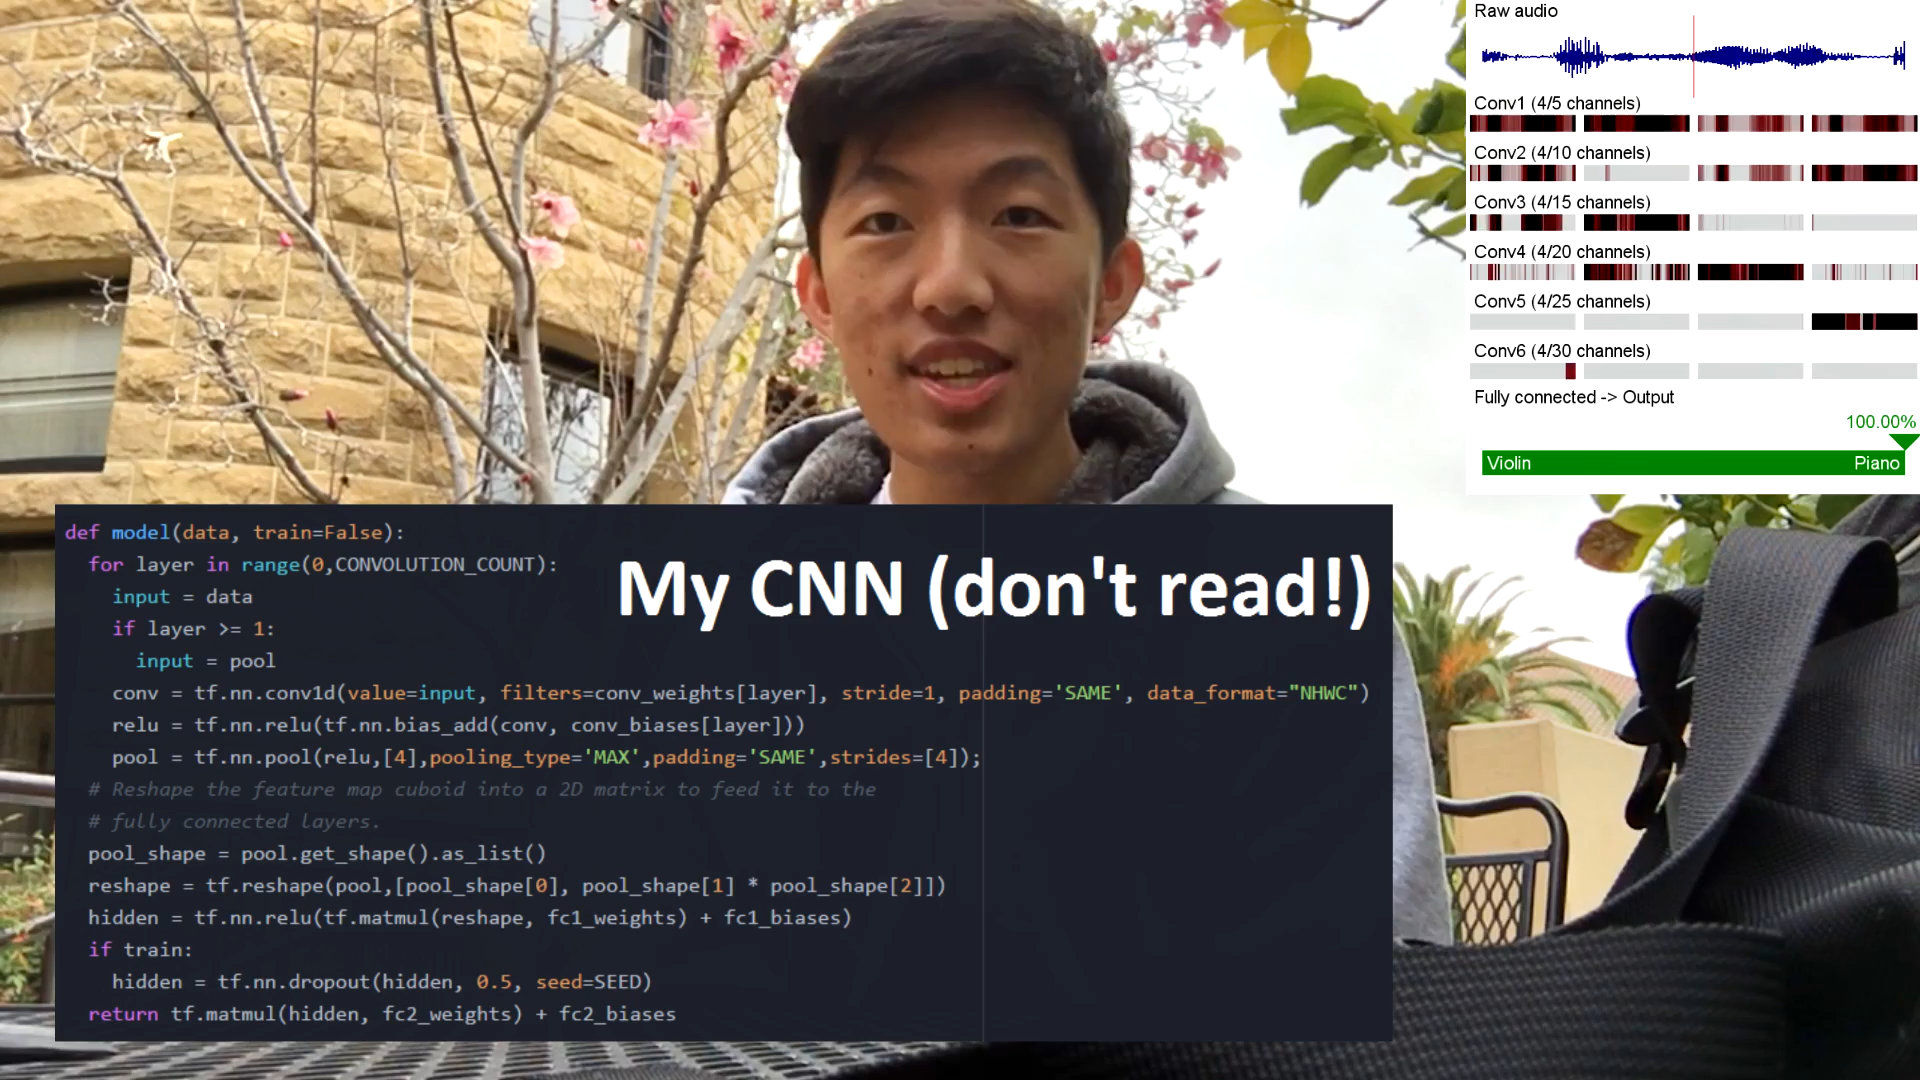 Raw audio
Conv1 (4/5 channels)
Conv2 (4/10 channels)
Conv3 (4/15 channels)
Conv4 (4/20 channels)
Conv5 (4/25 channels)
Conv6 (4/30 channels)
Fully connected -> Output
100.00%
Violin Piano
My CNN (don't read!)
def model(data, train=False):
  for layer in range(0,CONVOLUTION_COUNT):
    input = data
    if layer >= 1:
      input = pool
    conv = tf.nn.conv1d(value=input, filters=conv_weights[layer], stride=1, padding='SAME', data_format="NHWC")
    relu = tf.nn.relu(tf.nn.bias_add(conv, conv_biases[layer]))
    pool = tf.nn.pool(relu,[4],pooling_type='MAX',padding='SAME',strides=[4]);
  # Reshape the feature map cuboid into a 2D matrix to feed it to the
  # fully connected layers.
  pool_shape = pool.get_shape().as_list()
  reshape = tf.reshape(pool,[pool_shape[0], pool_shape[1] * pool_shape[2]])
  hidden = tf.nn.relu(tf.matmul(reshape, fc1_weights) + fc1_biases)
  if train:
    hidden = tf.nn.dropout(hidden, 0.5, seed=SEED)
  return tf.matmul(hidden, fc2_weights) + fc2_biases